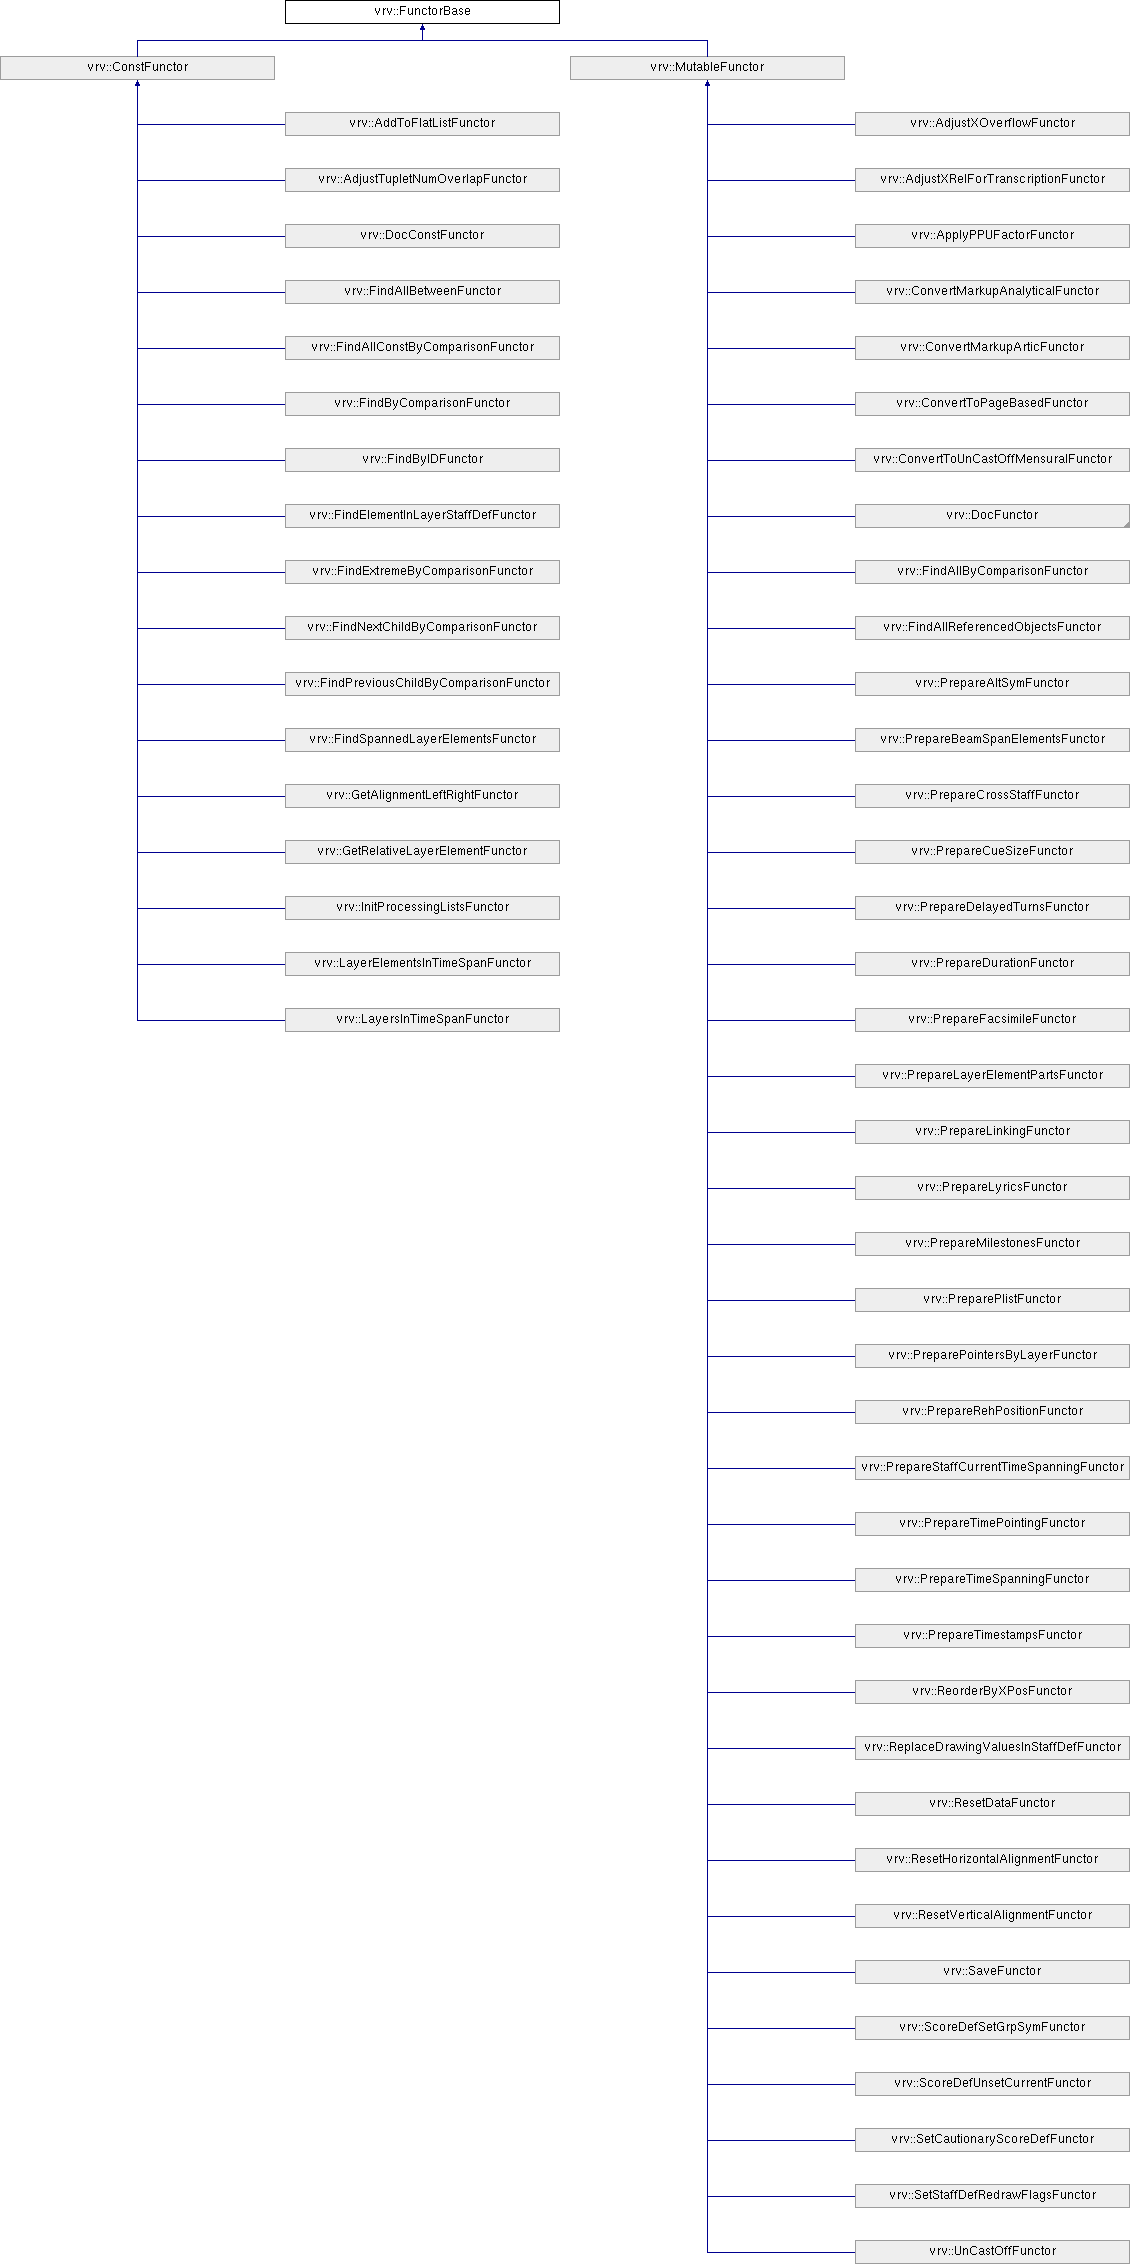 vrv::FunctorBase
vrv::ConstFunctor
vrv::MutableFunctor
vrv::AddToFlatListFunctor
vrv::AdjustTupletNumOverlapFunctor
vrv::DocConstFunctor
vrv::FindAllBetweenFunctor
vrv::FindAllConstByComparisonFunctor
vrv::FindByComparisonFunctor
vrv::FindByIDFunctor
vrv::FindElementInLayerStaffDefFunctor
vrv::FindExtremeByComparisonFunctor
vrv::FindNextChildByComparisonFunctor
vrv::FindPreviousChildByComparisonFunctor
vrv::FindSpannedLayerElementsFunctor
vrv::GetAlignmentLeftRightFunctor
vrv::GetRelativeLayerElementFunctor
vrv::InitProcessingListsFunctor
vrv::LayerElementsInTimeSpanFunctor
vrv::LayersInTimeSpanFunctor
vrv::AdjustXOverflowFunctor
vrv::AdjustXRelForTranscriptionFunctor
vrv::ApplyPPUFactorFunctor
vrv::ConvertMarkupAnalyticalFunctor
vrv::ConvertMarkupArticFunctor
vrv::ConvertToPageBasedFunctor
vrv::ConvertToUnCastOffMensuralFunctor
vrv::DocFunctor
vrv::FindAllByComparisonFunctor
vrv::FindAllReferencedObjectsFunctor
vrv::PrepareAltSymFunctor
vrv::PrepareBeamSpanElementsFunctor
vrv::PrepareCrossStaffFunctor
vrv::PrepareCueSizeFunctor
vrv::PrepareDelayedTurnsFunctor
vrv::PrepareDurationFunctor
vrv::PrepareFacsimileFunctor
vrv::PrepareLayerElementPartsFunctor
vrv::PrepareLinkingFunctor
vrv::PrepareLyricsFunctor
vrv::PrepareMilestonesFunctor
vrv::PreparePlistFunctor
vrv::PreparePointersByLayerFunctor
vrv::PrepareRehPositionFunctor
vrv::PrepareStaffCurrentTimeSpanningFunctor
vrv::PrepareTimePointingFunctor
vrv::PrepareTimeSpanningFunctor
vrv::PrepareTimestampsFunctor
vrv::ReorderByXPosFunctor
vrv::ReplaceDrawingValuesInStaffDefFunctor
vrv::ResetDataFunctor
vrv::ResetHorizontalAlignmentFunctor
vrv::ResetVerticalAlignmentFunctor
vrv::SaveFunctor
vrv::ScoreDefSetGrpSymFunctor
vrv::ScoreDefUnsetCurrentFunctor
vrv::SetCautionaryScoreDefFunctor
vrv::SetStaffDefRedrawFlagsFunctor
vrv::UnCastOffFunctor